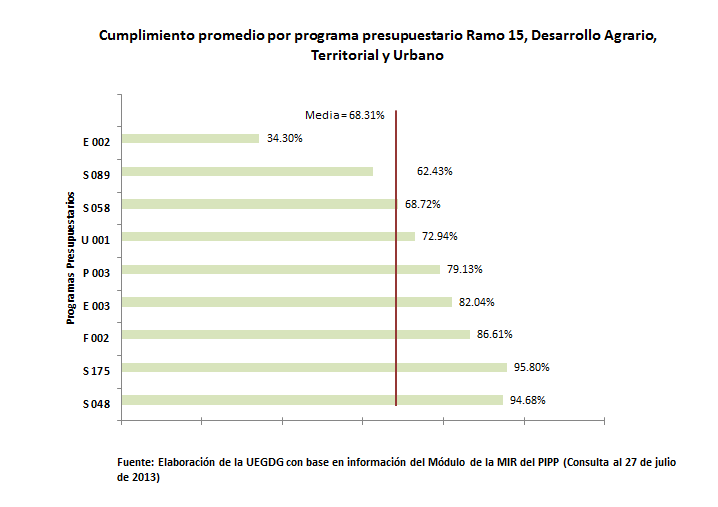 Cumplimiento promedio por programa presupuestario Ramo 15, Desarrollo Agrario,
Territorial y Urbano
Media = 68.31%
Programas Presupuestarios
E 002 34.30%
S 089 62.43%
S 058 68.72%
U 001 72.94%
P 003 79.13%
E 003 82.04%
F 002 86.61%
S 175 95.80%
S 048 94.68%
Fuente: Elaboración de la UEGDG con base en información del Módulo de la MIR del PIPP (Consulta al 27 de julio
de 2013)